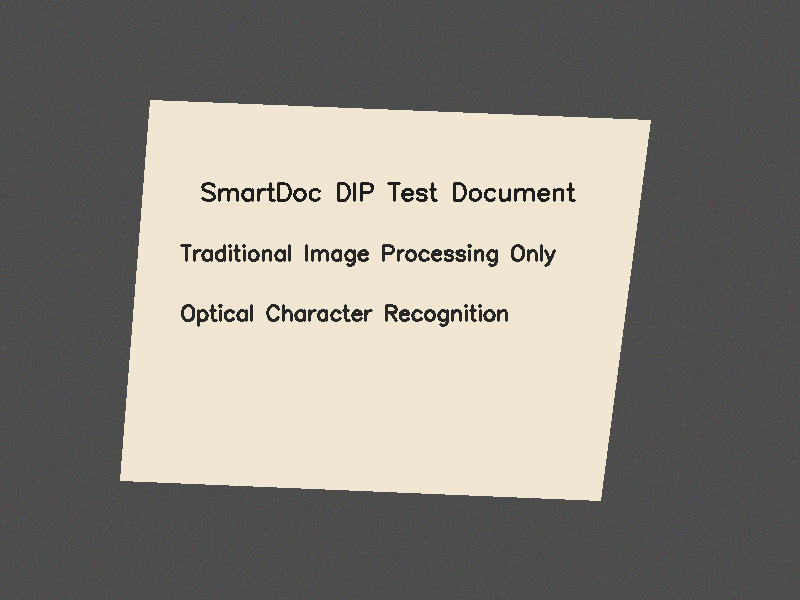 SmartDoc DIP Test Document
Traditional Image Processing Only
Optical Character Recognition